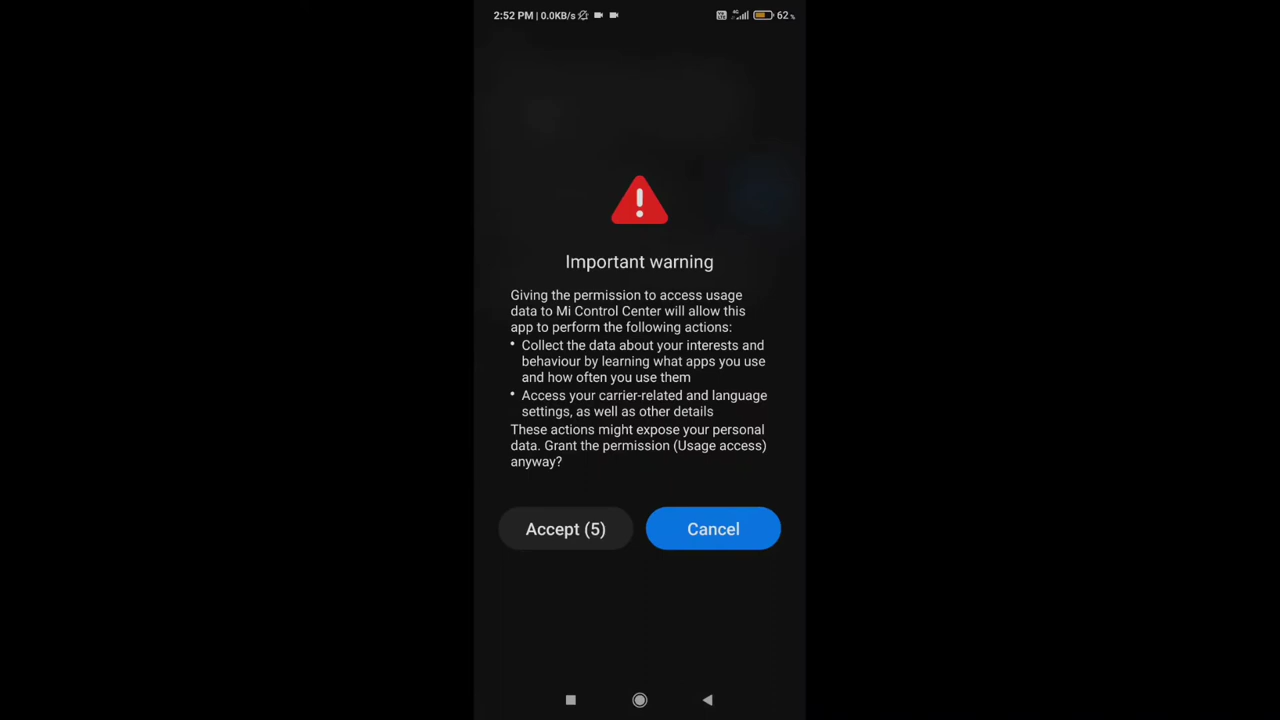 2:52 PM | 0.0KB/s 62%
Important warning
Giving the permission to access usage
data to Mi Control Center will allow this
app to perform the following actions:
• Collect the data about your interests and
behaviour by learning what apps you use
and how often you use them
• Access your carrier-related and language
settings, as well as other details
These actions might expose your personal
data. Grant the permission (Usage access)
anyway?
Accept (5) Cancel